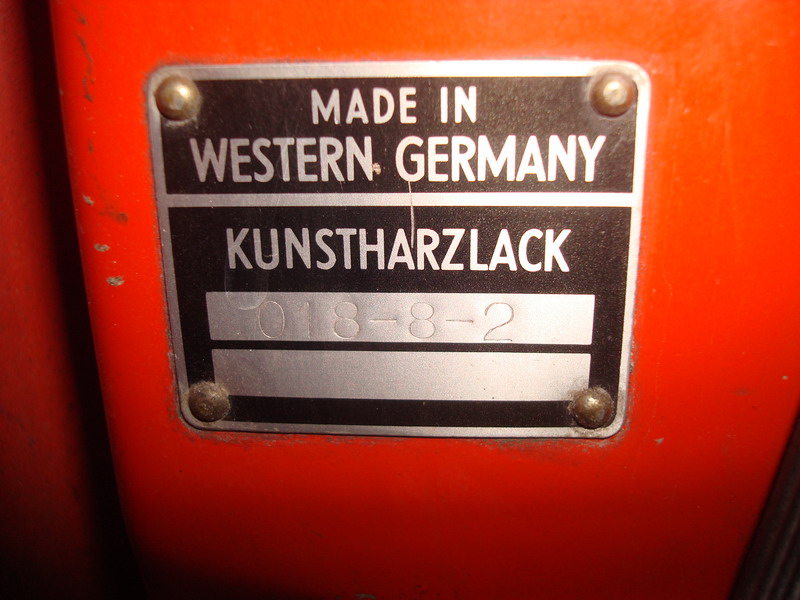 MADE IN
WESTERN GERMANY
KUNSTHARZLACK
018-8-2